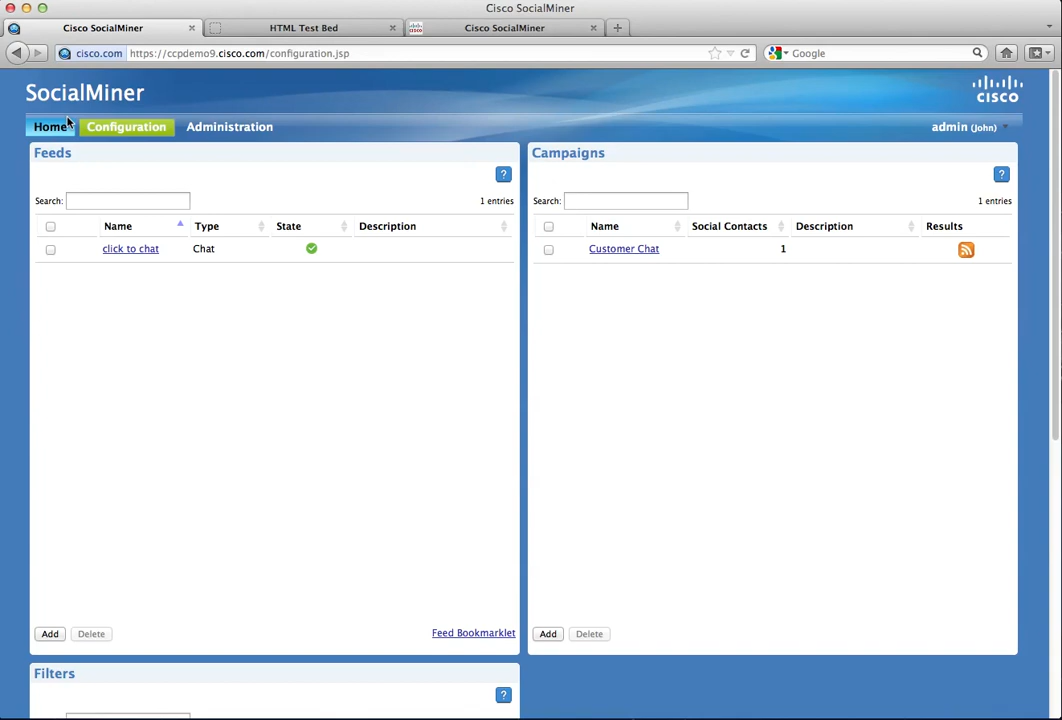 Cisco SocialMiner
Cisco SocialMiner
HTML Test Bed
Cisco SocialMiner
cisco.com https://ccpdemo9.cisco.com/configuration.jsp
Google
SocialMiner
CISCO
Home Configuration Administration
admin (John)
Feeds
?
Search:
1 entries
Name Type State Description
click to chat Chat
Add Delete
Feed Bookmarklet
Campaigns
?
Search:
1 entries
Name Social Contacts Description Results
Customer Chat 1
Add Delete
Filters
?